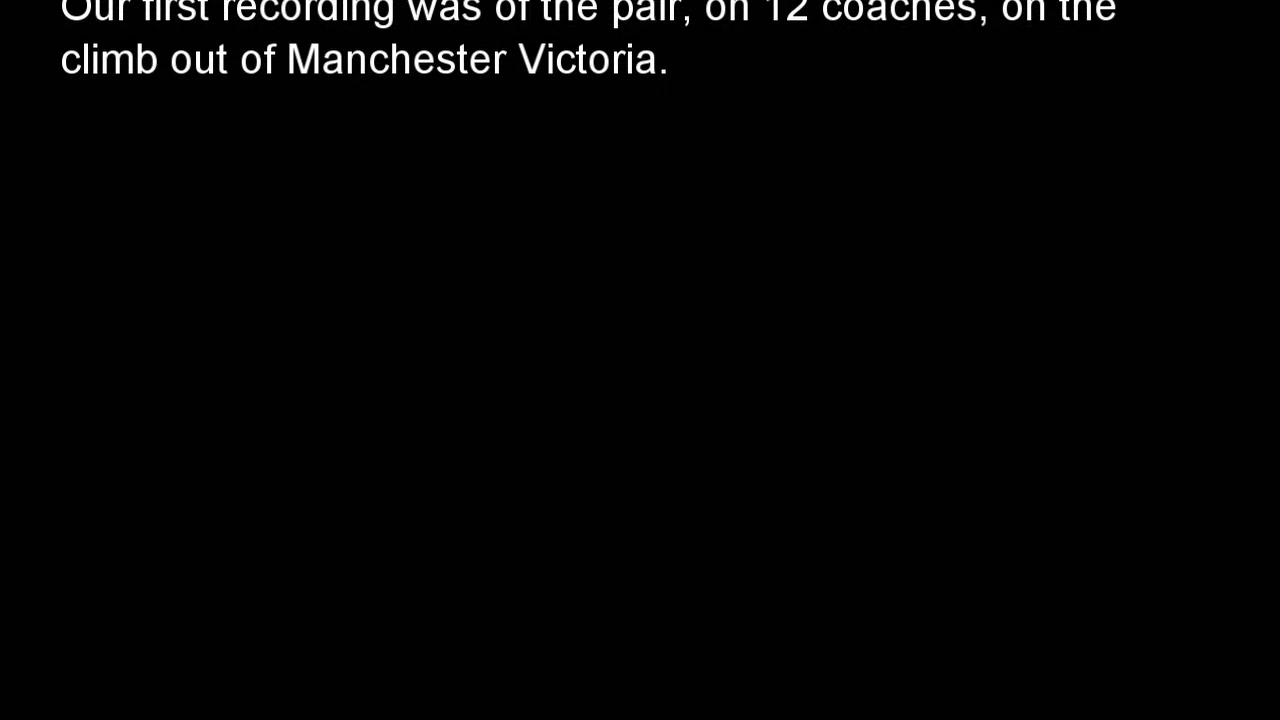 Our first recording was of the pair, on 12 coaches, on the
climb out of Manchester Victoria.